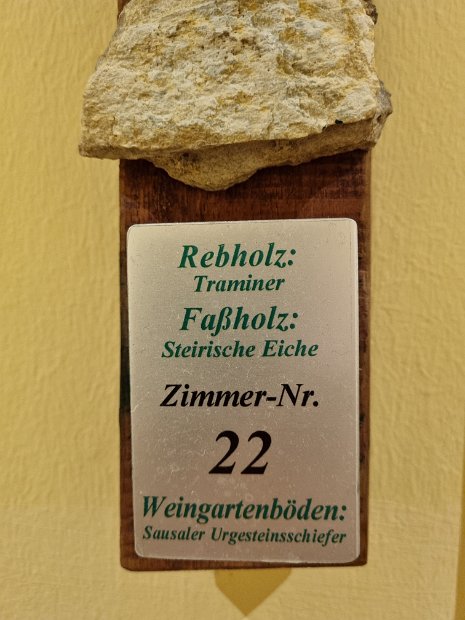 Rebholz:
Traminer
Faßholz:
Steirische Eiche
Zimmer-Nr.
22
Weingartenböden:
Sausaler Urgesteinsschiefer